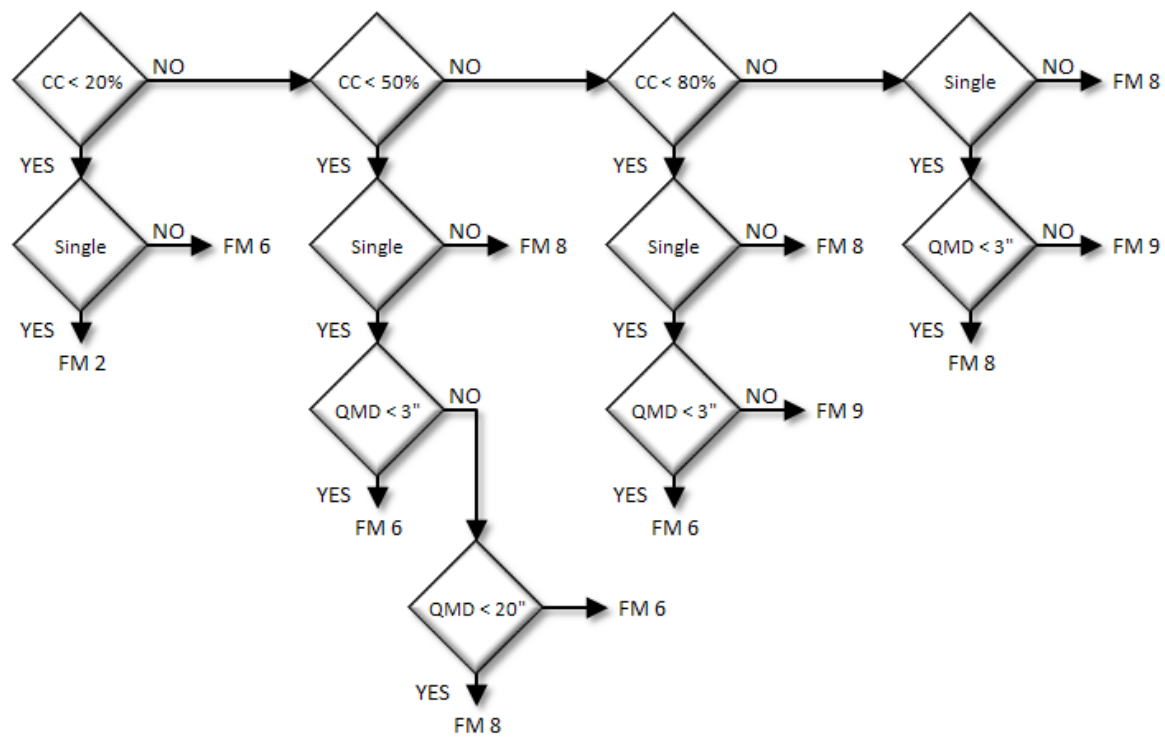 CC < 20%
NO
CC < 50%
NO
CC < 80%
NO
Single
NO
FM 8
YES
YES
YES
YES
Single
NO
FM 6
Single
NO
FM 8
Single
NO
FM 8
QMD < 3"
NO
FM 9
YES
YES
YES
YES
FM 2
FM 8
QMD < 3"
NO
QMD < 3"
NO
FM 9
YES
YES
FM 6
FM 6
QMD < 20"
FM 6
YES
FM 8